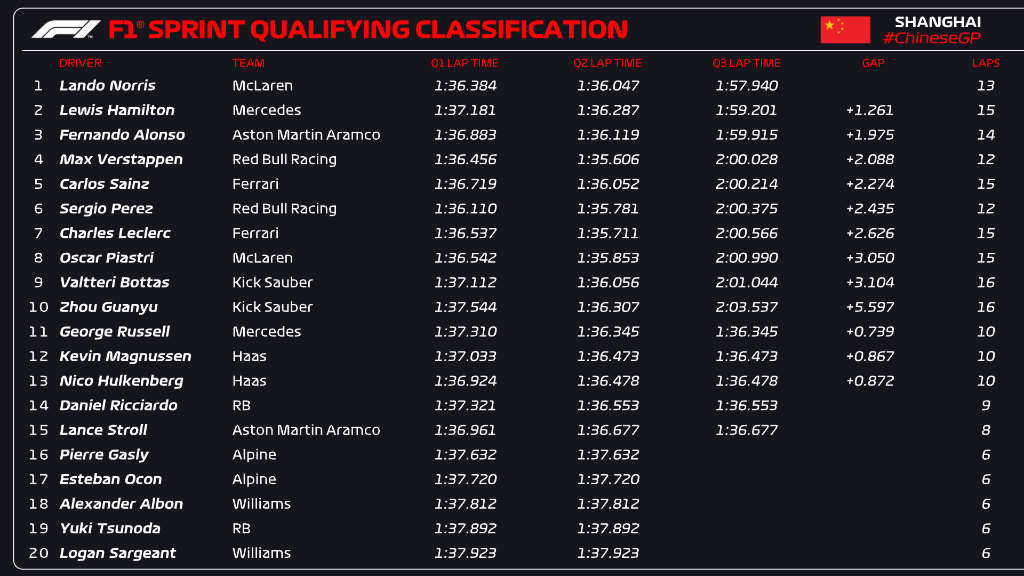 F1® SPRINT QUALIFYING CLASSIFICATION
SHANGHAI
#ChineseGP
DRIVER TEAM Q1 LAP TIME Q2 LAP TIME Q3 LAP TIME GAP LAPS
1 Lando Norris McLaren 1:36.384 1:36.047 1:57.940 13
2 Lewis Hamilton Mercedes 1:37.181 1:36.287 1:59.201 +1.261 15
3 Fernando Alonso Aston Martin Aramco 1:36.883 1:36.119 1:59.915 +1.975 14
4 Max Verstappen Red Bull Racing 1:36.456 1:35.606 2:00.028 +2.088 12
5 Carlos Sainz Ferrari 1:36.719 1:36.052 2:00.214 +2.274 15
6 Sergio Perez Red Bull Racing 1:36.110 1:35.781 2:00.375 +2.435 12
7 Charles Leclerc Ferrari 1:36.537 1:35.711 2:00.566 +2.626 15
8 Oscar Piastri McLaren 1:36.542 1:35.853 2:00.990 +3.050 15
9 Valtteri Bottas Kick Sauber 1:37.112 1:36.056 2:01.044 +3.104 16
10 Zhou Guanyu Kick Sauber 1:37.544 1:36.307 2:03.537 +5.597 16
11 George Russell Mercedes 1:37.310 1:36.345 1:36.345 +0.739 10
12 Kevin Magnussen Haas 1:37.033 1:36.473 1:36.473 +0.867 10
13 Nico Hulkenberg Haas 1:36.924 1:36.478 1:36.478 +0.872 10
14 Daniel Ricciardo RB 1:37.321 1:36.553 1:36.553 9
15 Lance Stroll Aston Martin Aramco 1:36.961 1:36.677 1:36.677 8
16 Pierre Gasly Alpine 1:37.632 1:37.632 6
17 Esteban Ocon Alpine 1:37.720 1:37.720 6
18 Alexander Albon Williams 1:37.812 1:37.812 6
19 Yuki Tsunoda RB 1:37.892 1:37.892 6
20 Logan Sargeant Williams 1:37.923 1:37.923 6